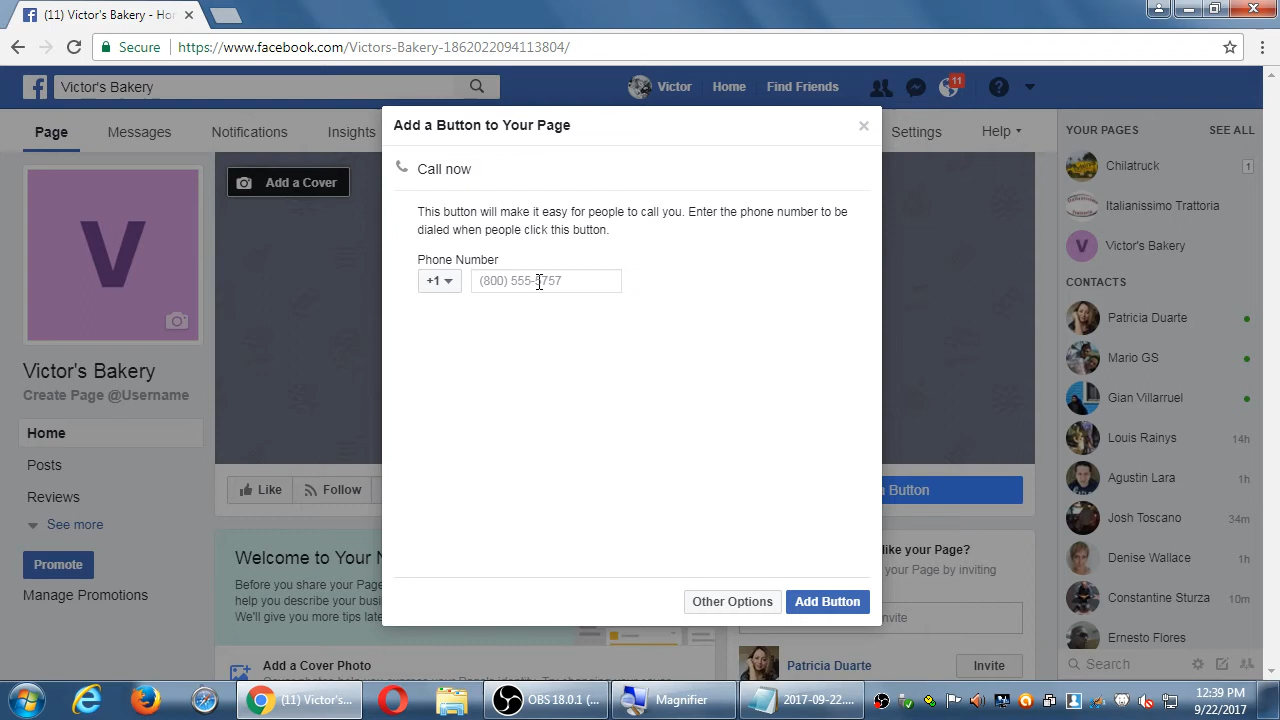 (11) Victor's Bakery - Ho
Secure
https://www.facebook.com/Victors-Bakery-1862022094113804/
f
Victor's Bakery
Victor
Home
Find Friends
11
?
Page
Messages
Notifications
Insights
Settings
Help
YOUR PAGES
SEE ALL
Add a Button to Your Page
Call now
This button will make it easy for people to call you. Enter the phone number to be
dialed when people click this button.
Phone Number
+1
(800) 555-5757
Other Options
Add Button
V
Add a Cover
Victor's Bakery
Create Page @Username
Home
Posts
Reviews
See more
Promote
Manage Promotions
Like
Follow
a Button
Welcome to Your N
Before you share your Page
help you describe your busi
We'll give you more tips late
Add a Cover Photo
like your Page?
your Page by inviting
Patricia Duarte
Invite
Chilatruck
1
Italianissimo Trattoria
V
Victor's Bakery
CONTACTS
Patricia Duarte
Mario GS
Gian Villarruel
Louis Rainys
14h
Agustin Lara
1h
Josh Toscano
34m
Denise Wallace
1h
Constantine Sturza
10m
Ernesto Flores
Search
(11) Victor's...
OBS 18.0.1 (...
Magnifier
2017-09-22....
12:39 PM
9/22/2017